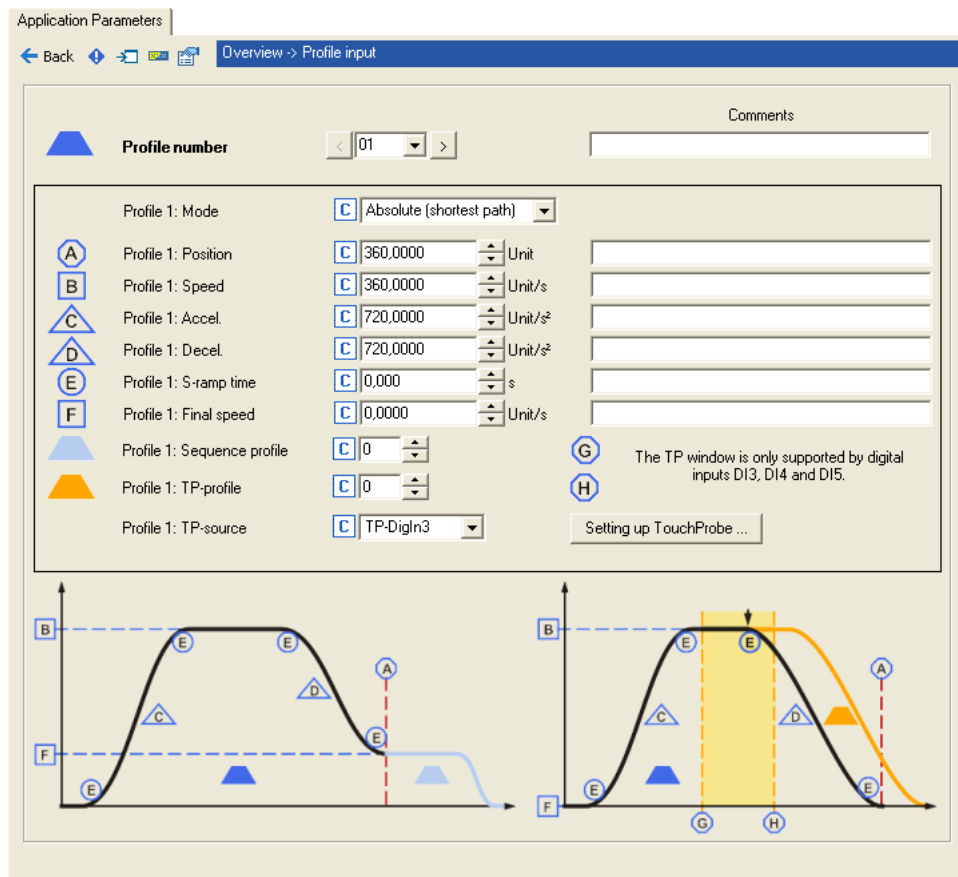 Application Parameters
Back
Overview -> Profile input
Comments
Profile number < 01 >
Profile 1: Mode C Absolute (shortest path)
A Profile 1: Position C 360,0000 Unit
B Profile 1: Speed C 360,0000 Unit/s
C Profile 1: Accel. C 720,0000 Unit/s²
D Profile 1: Decel. C 720,0000 Unit/s²
E Profile 1: S-ramp time C 0,000 s
F Profile 1: Final speed C 0,0000 Unit/s
Profile 1: Sequence profile C 0
G
The TP window is only supported by digital
inputs DI3, DI4 and DI5.
H
Profile 1: TP-profile C 0
Profile 1: TP-source C TP-DigIn3
Setting up TouchProbe ...
B E E A
D
C
E
F
E
B E E A
C D
E E
F
G H